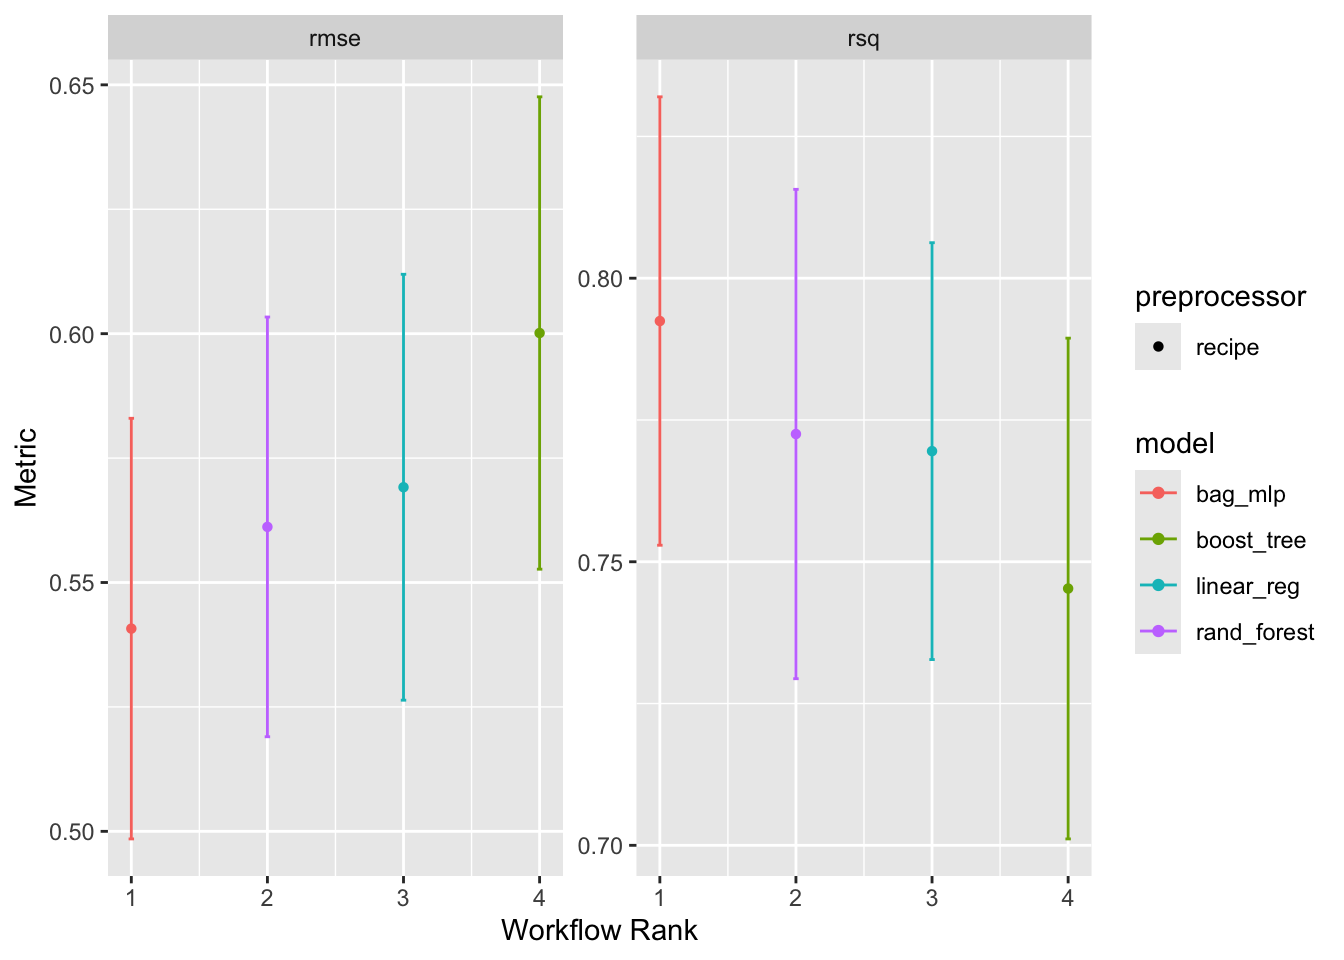 rmse
rsq
Metric
0.65
0.60
0.55
0.50
0.80
0.75
0.70
1 2 3 4
1 2 3 4
Workflow Rank
preprocessor
recipe
model
bag_mlp
boost_tree
linear_reg
rand_forest